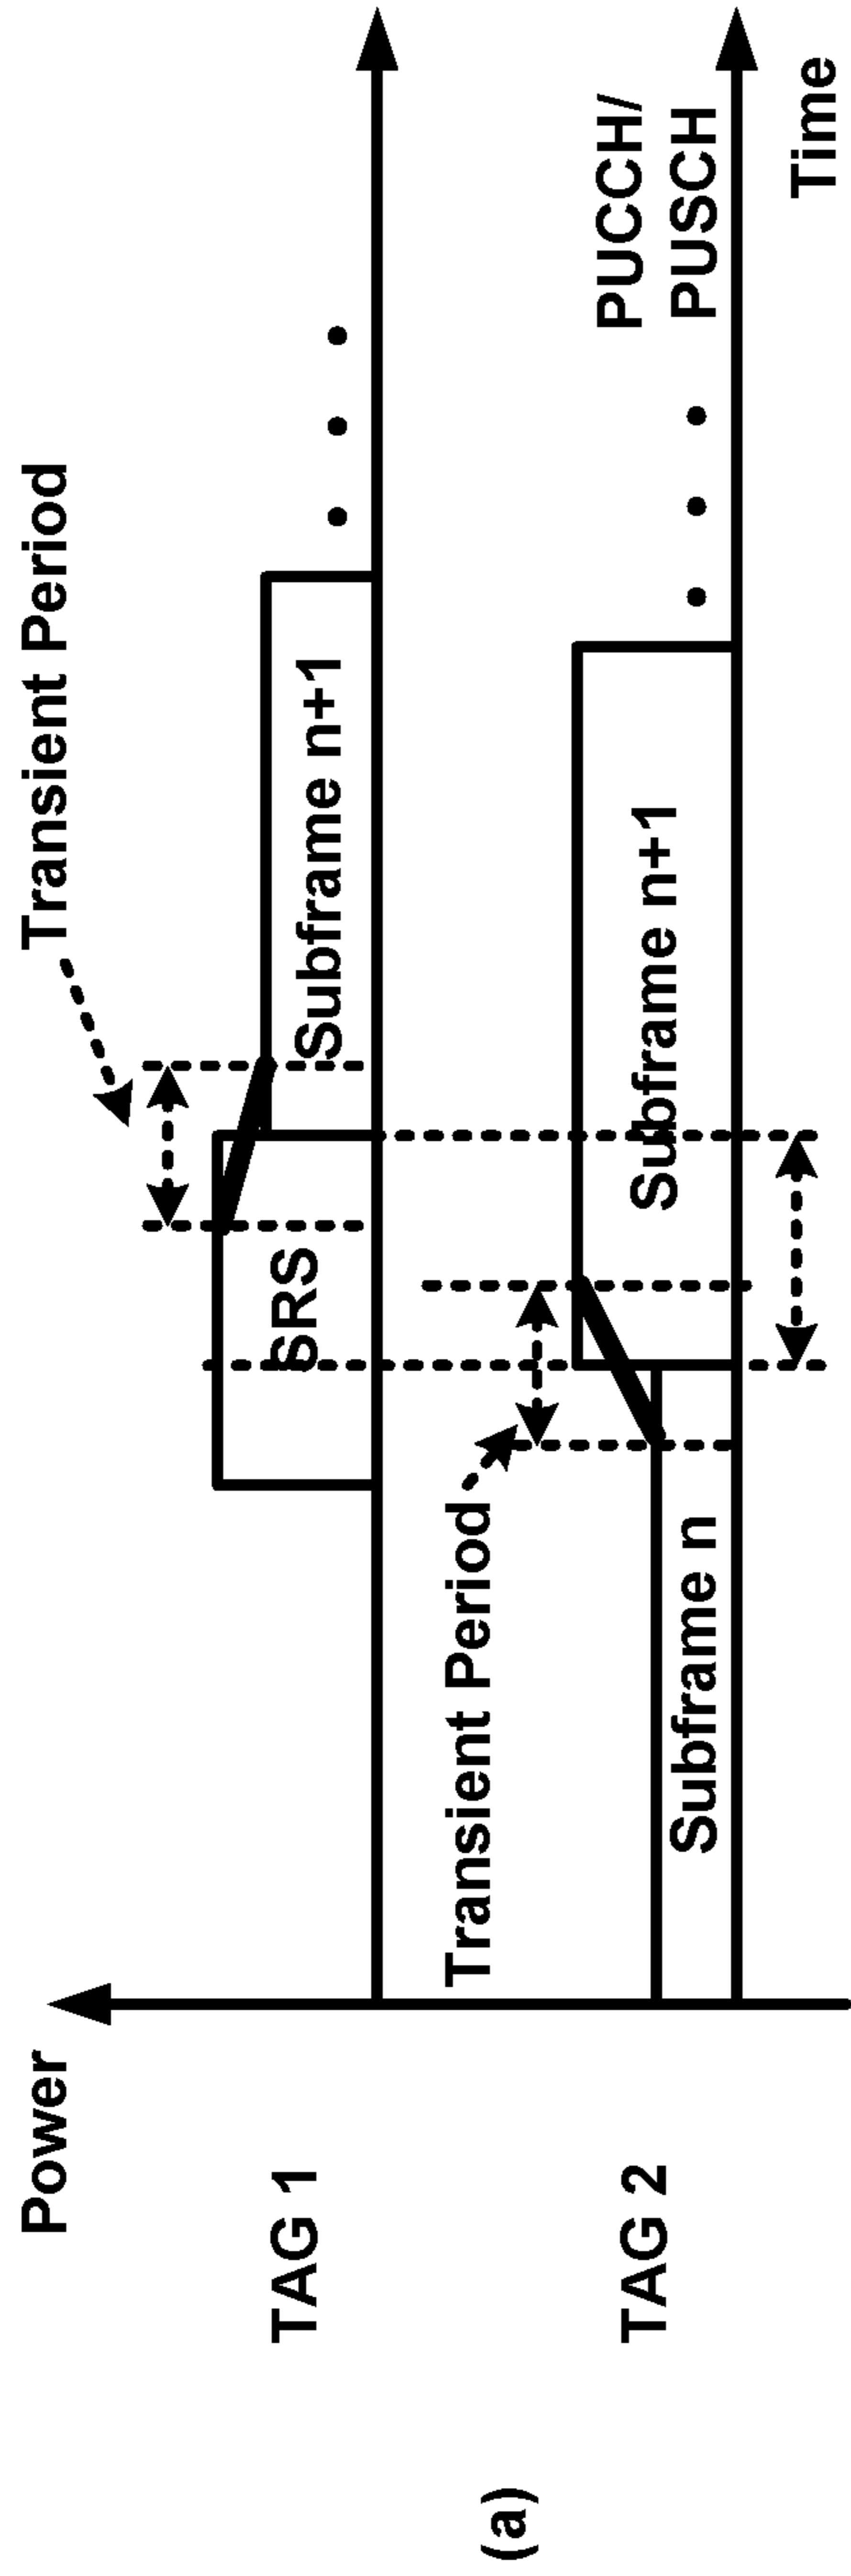 (a)
Power
Transient Period
TAG 1
SRS
Subframe n+1
Transient Period
TAG 2
Subframe n
Subframe n+1
PUCCH/
PUSCH
Time